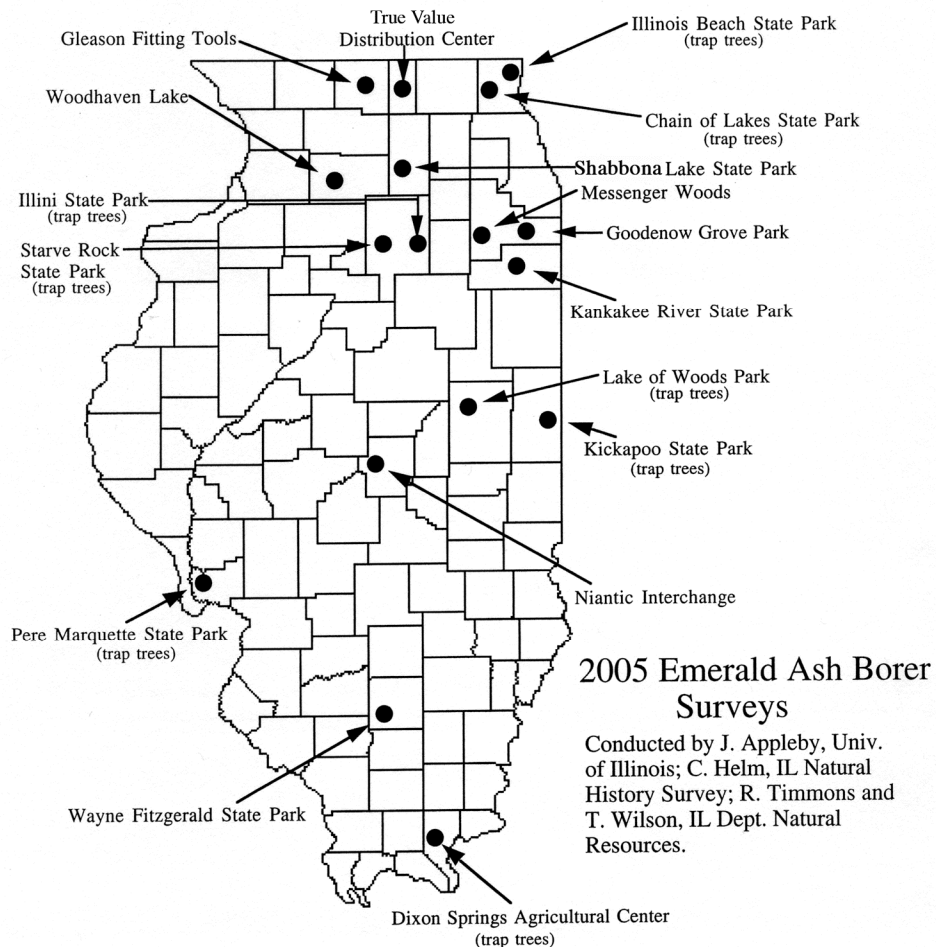 True Value
Distribution Center
Gleason Fitting Tools
Illinois Beach State Park
(trap trees)
Woodhaven Lake
Chain of Lakes State Park
(trap trees)
Shabbona Lake State Park
Messenger Woods
Illini State Park
(trap trees)
Goodenow Grove Park
Starve Rock
State Park
(trap trees)
Kankakee River State Park
Lake of Woods Park
(trap trees)
Kickapoo State Park
(trap trees)
Niantic Interchange
Pere Marquette State Park
(trap trees)
2005 Emerald Ash Borer
Surveys
Conducted by J. Appleby, Univ.
of Illinois; C. Helm, IL Natural
History Survey; R. Timmons and
T. Wilson, IL Dept. Natural
Resources.
Wayne Fitzgerald State Park
Dixon Springs Agricultural Center
(trap trees)